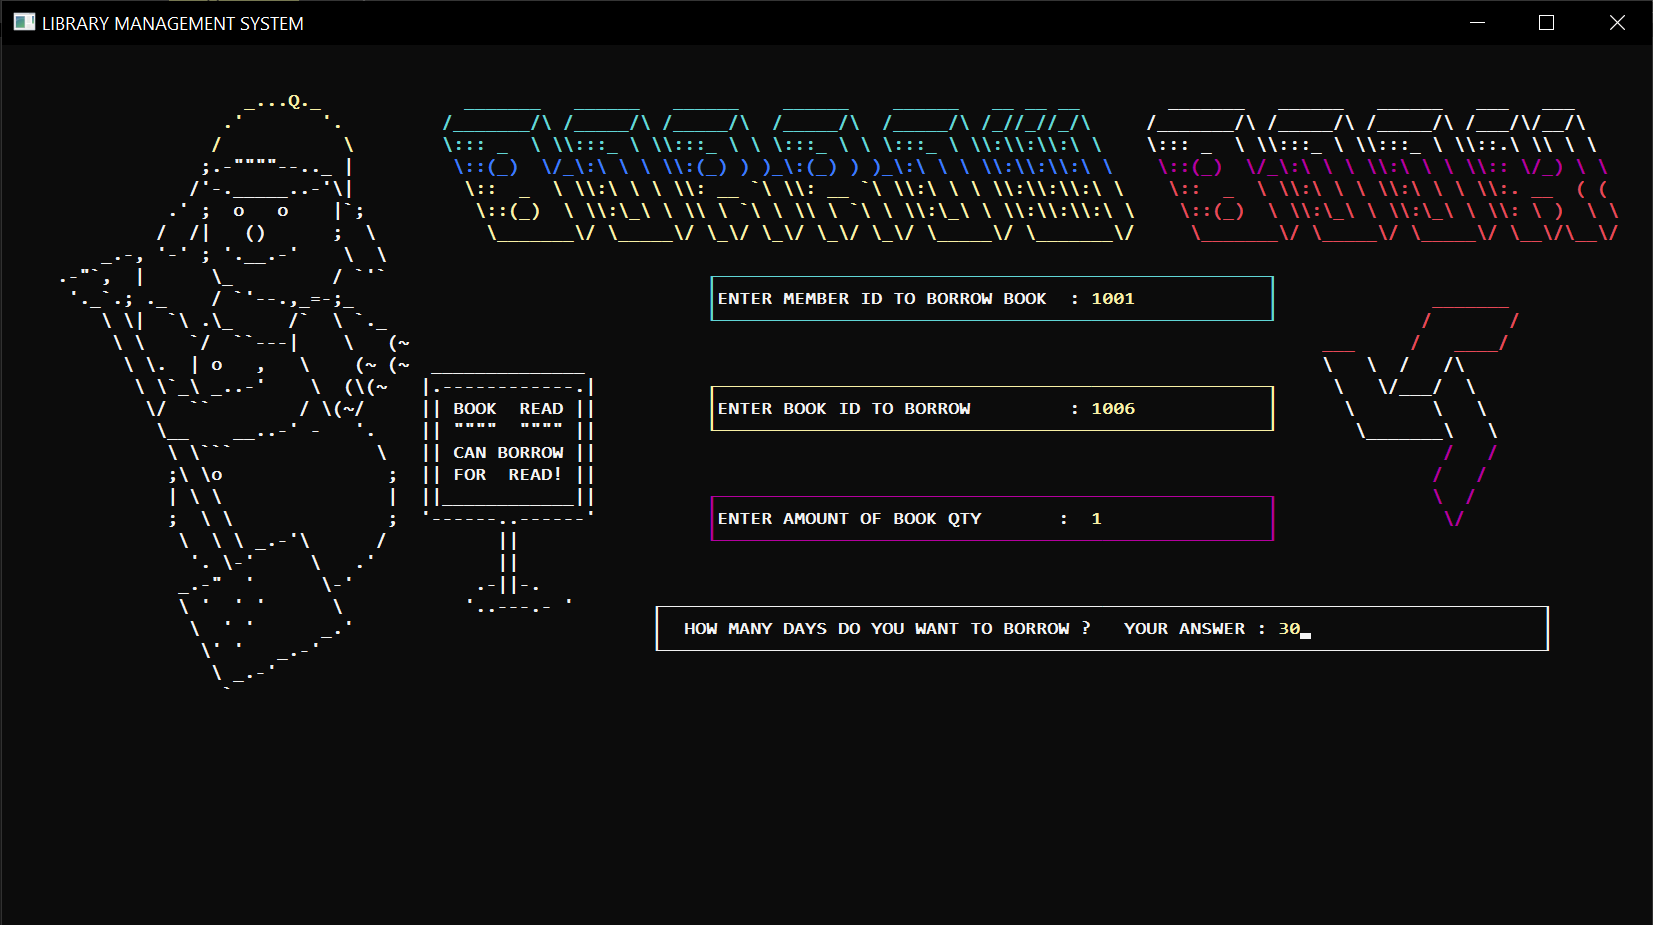 LIBRARY MANAGEMENT SYSTEM
BORROW BOOK
ENTER MEMBER ID TO BORROW BOOK : 1001
BOOK READ
CAN BORROW
FOR READ!
ENTER BOOK ID TO BORROW : 1006
ENTER AMOUNT OF BOOK QTY : 1
HOW MANY DAYS DO YOU WANT TO BORROW ? YOUR ANSWER : 30